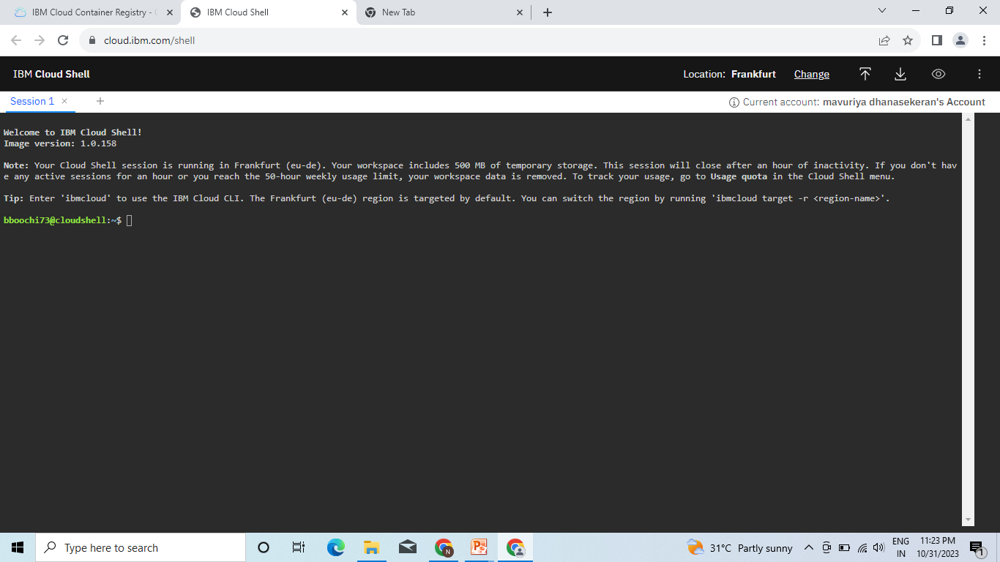 IBM Cloud Container Registry -
IBM Cloud Shell
New Tab
cloud.ibm.com/shell
IBM Cloud Shell
Location: Frankfurt Change
Session 1
Current account: mavuriya dhanasekeran's Account
Welcome to IBM Cloud Shell!
Image version: 1.0.158
Note: Your Cloud Shell session is running in Frankfurt (eu-de). Your workspace includes 500 MB of temporary storage. This session will close after an hour of inactivity. If you don't hav
e any active sessions for an hour or you reach the 50-hour weekly usage limit, your workspace data is removed. To track your usage, go to Usage quota in the Cloud Shell menu.
Tip: Enter 'ibmcloud' to use the IBM Cloud CLI. The Frankfurt (eu-de) region is targeted by default. You can switch the region by running 'ibmcloud target -r <region-name>'.
bboochi73@cloudshell:~$
Type here to search
N
P
31°C Partly sunny
ENG
IN
11:23 PM
10/31/2023
1